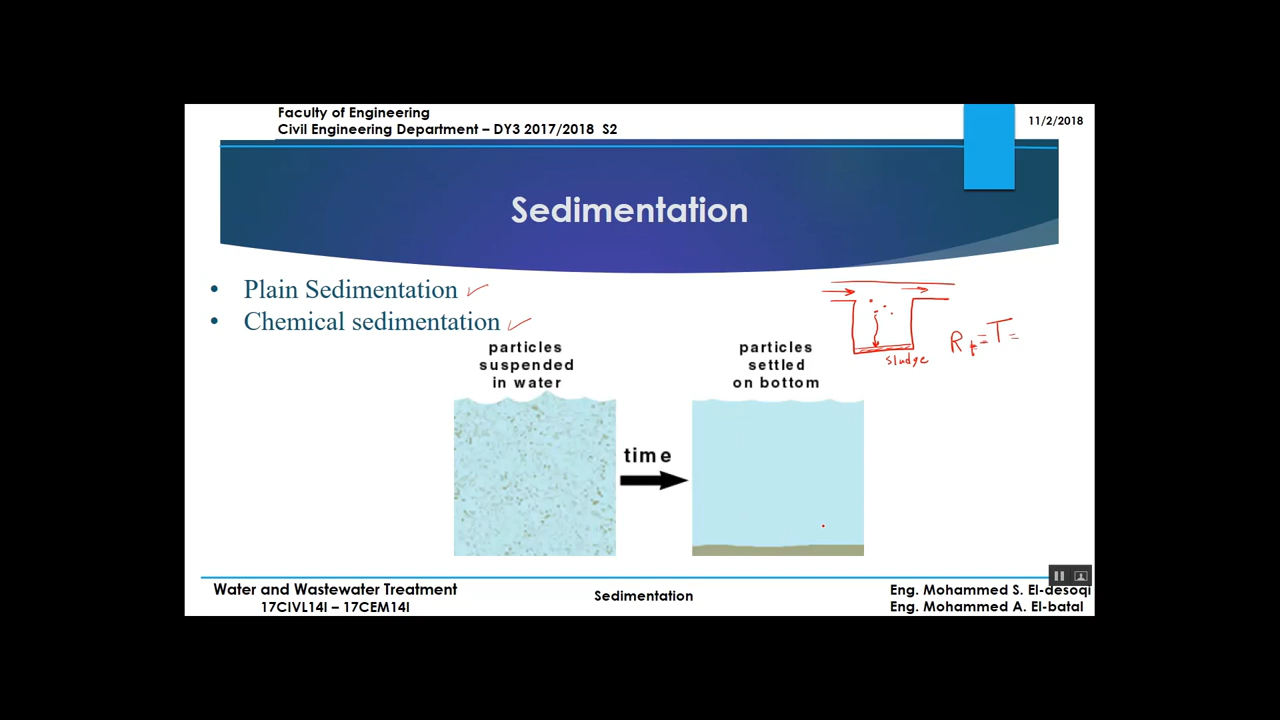 Faculty of Engineering
Civil Engineering Department – DY3 2017/2018 S2
11/2/2018
Sedimentation
• Plain Sedimentation
• Chemical sedimentation
sludge
Rt=T=
particles
suspended
in water
particles
settled
on bottom
time
Water and Wastewater Treatment
17CIVL14I – 17CEM14I
Sedimentation
Eng. Mohammed S. El-desoqi
Eng. Mohammed A. El-batal